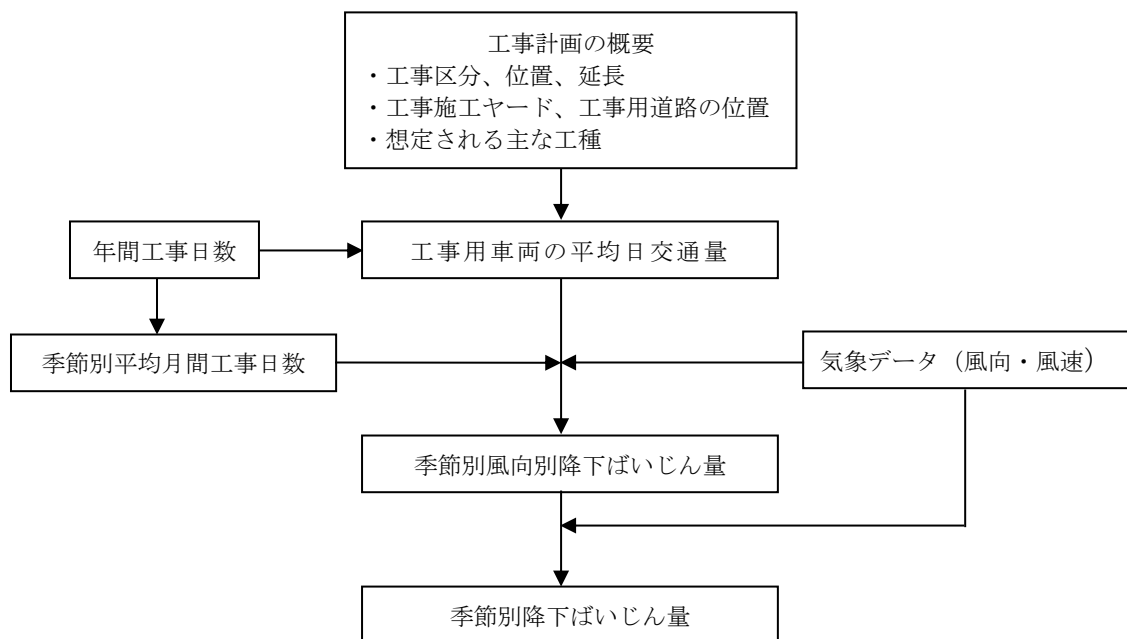 工事計画の概要
・工事区分、位置、延長
・工事施工ヤード、工事用道路の位置
・想定される主な工種
年間工事日数
工事用車両の平均日交通量
季節別平均月間工事日数
気象データ（風向・風速）
季節別風向別降下ばいじん量
季節別降下ばいじん量